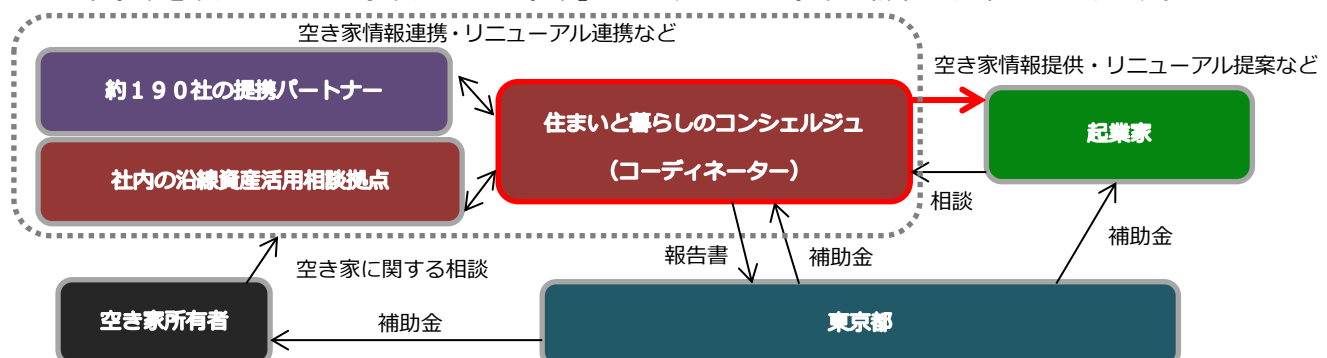 空き家情報連携・リニューアル連携など
約１９０社の提携パートナー
社内の沿線資産活用相談拠点
住まいと暮らしのコンシェルジュ
（コーディネーター）
空き家情報提供・リニューアル提案など
起業家
相談
報告書
補助金
補助金
空き家に関する相談
空き家所有者
補助金
東京都